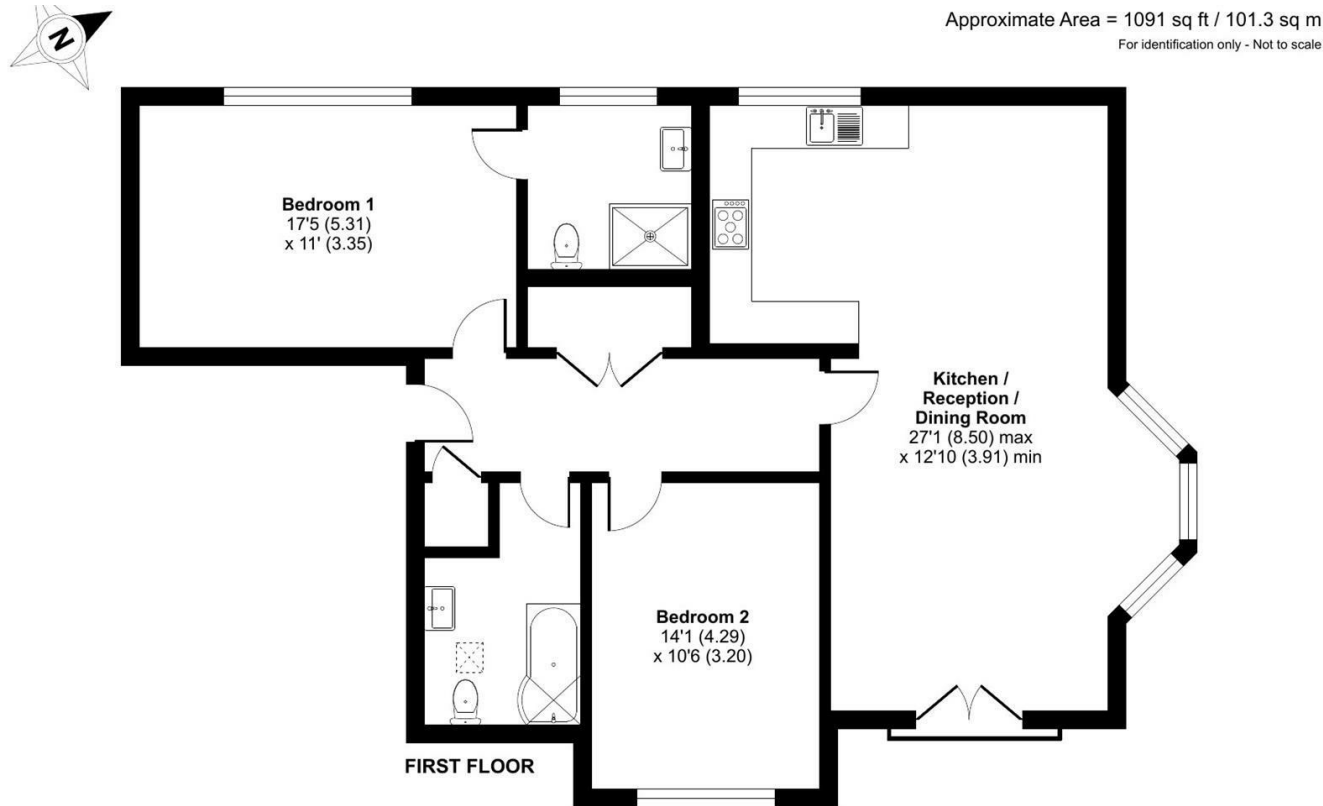 Approximate Area = 1091 sq ft / 101.3 sq m
For identification only - Not to scale
N
Bedroom 1
17'5 (5.31)
x 11' (3.35)
Kitchen /
Reception /
Dining Room
27'1 (8.50) max
x 12'10 (3.91) min
Bedroom 2
14'1 (4.29)
x 10'6 (3.20)
FIRST FLOOR